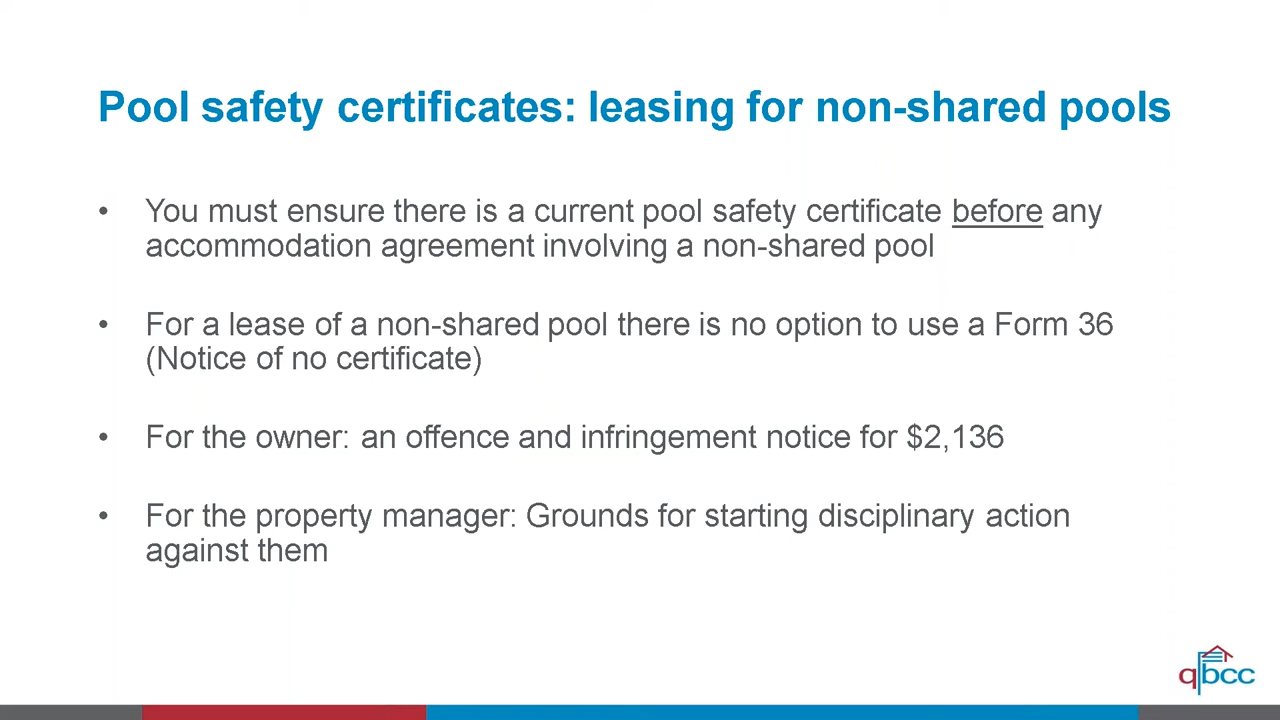 Pool safety certificates: leasing for non-shared pools
• You must ensure there is a current pool safety certificate before any
accommodation agreement involving a non-shared pool
• For a lease of a non-shared pool there is no option to use a Form 36
(Notice of no certificate)
• For the owner: an offence and infringement notice for $2,136
• For the property manager: Grounds for starting disciplinary action
against them
qbcc